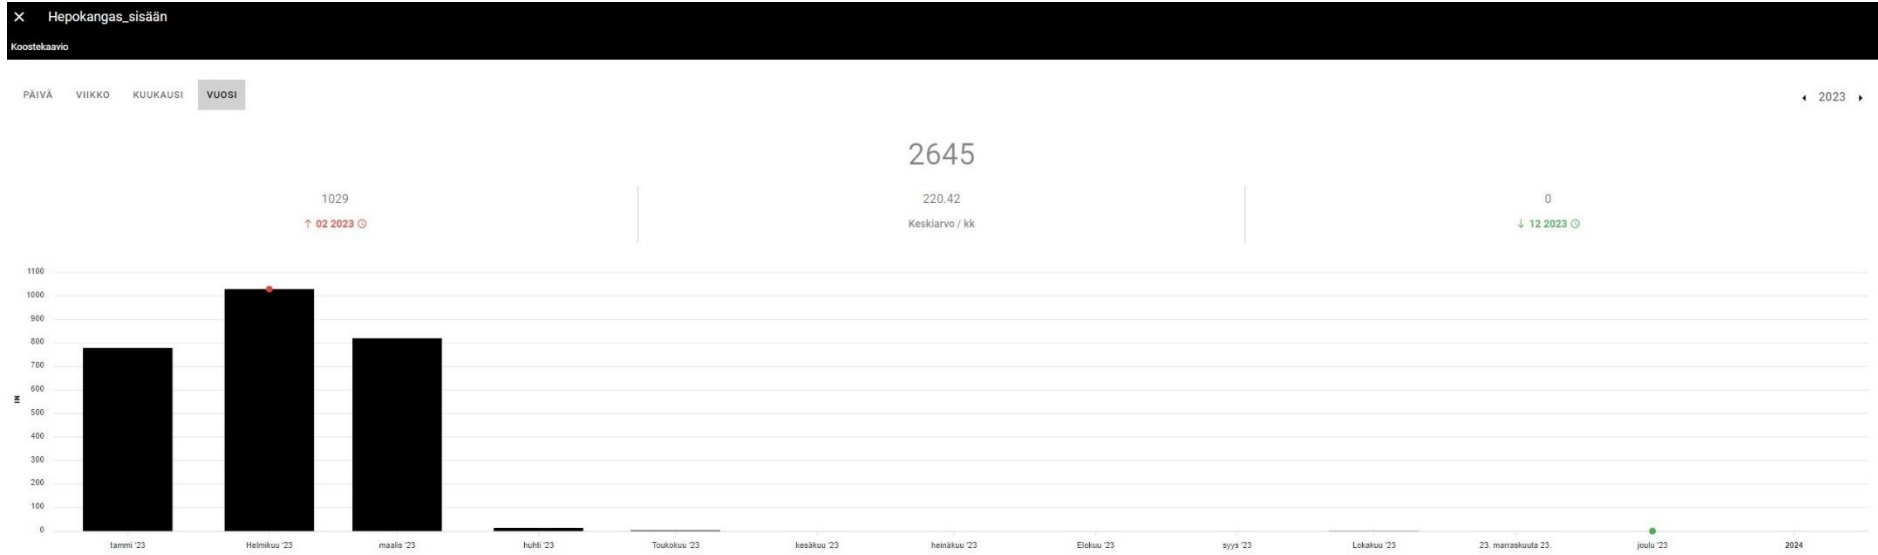 × Hepokangas_sisään
Koostekaavio
PÄIVÄ VIIKKO KUUKAUSI VUOSI
2023
2645
1029 220.42 0
↑ 02 2023 Keskiarvo / kk ↓ 12 2023
1100
1000
900
800
700
600
500
400
300
200
100
0
IN
tammi '23 Helmikuu '23 maalis '23 huhti '23 Toukokuu '23 kesäkuu '23 heinäkuu '23 Elokuu '23 syys '23 Lokakuu '23 23. marraskuuta 23. joulu '23 2024